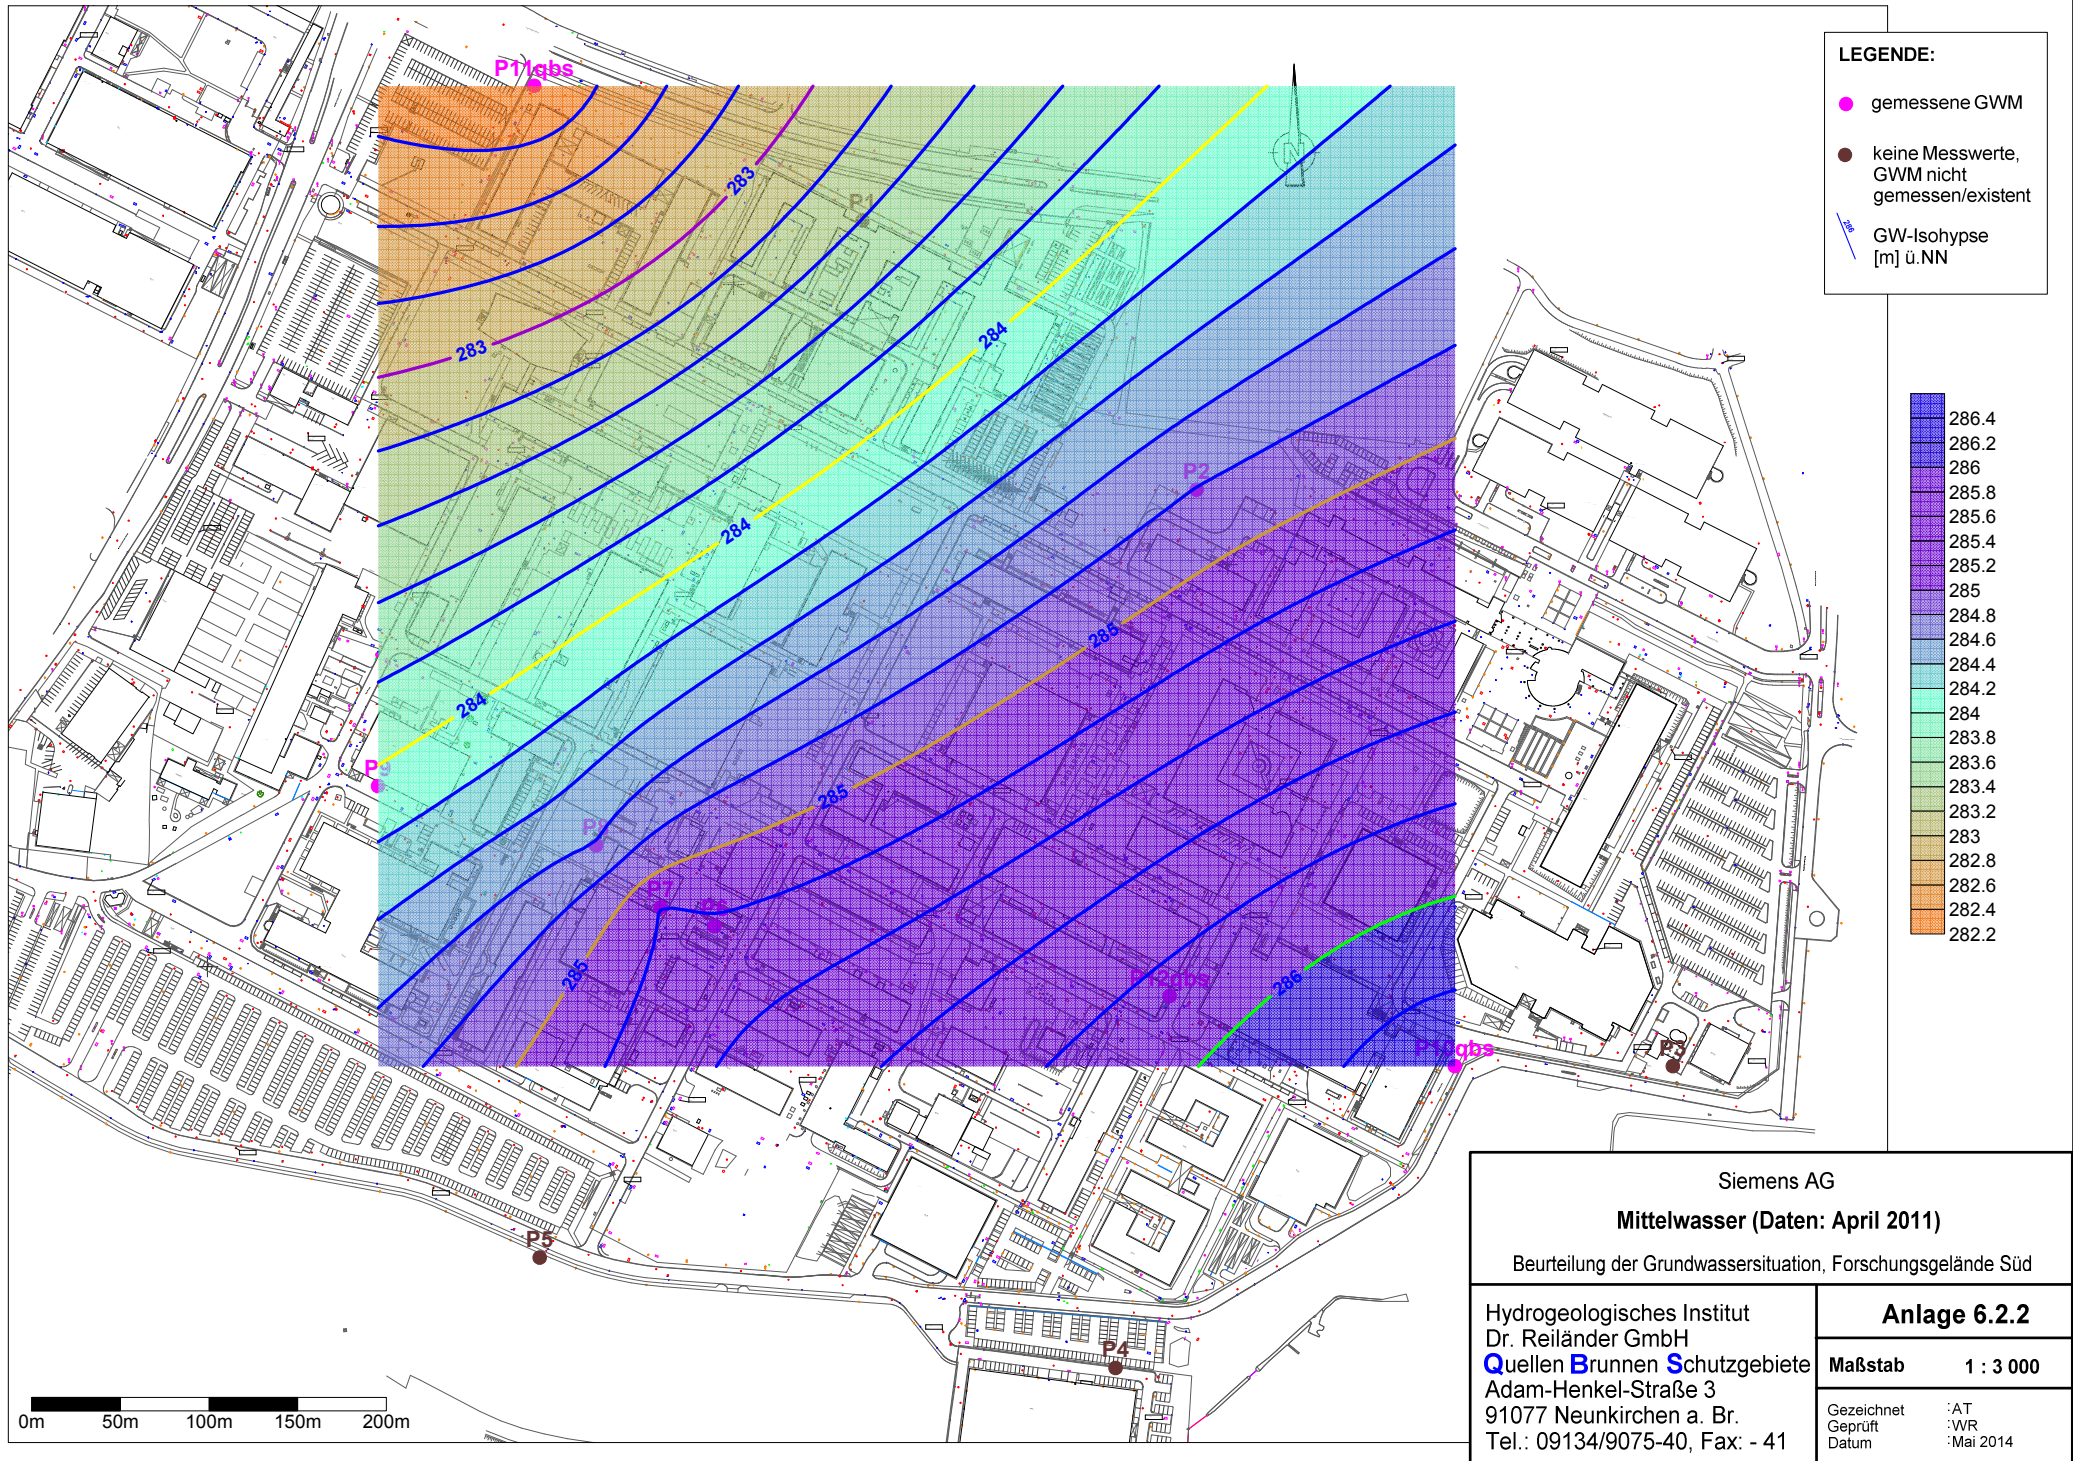 P11qbs
P1
283
283
284
284
284
P2
285
285
285
286
P9
P7
P12qbs
P10qbs
P3
P5
P4
N
LEGENDE:
gemessene GWM
keine Messwerte,
GWM nicht
gemessen/existent
286
GW-Isohypse
[m] ü.NN
286.4
286.2
286
285.8
285.6
285.4
285.2
285
284.8
284.6
284.4
284.2
284
283.8
283.6
283.4
283.2
283
282.8
282.6
282.4
282.2
0m 50m 100m 150m 200m
Siemens AG
Mittelwasser (Daten: April 2011)
Beurteilung der Grundwassersituation, Forschungsgelände Süd
Hydrogeologisches Institut
Dr. Reiländer GmbH
Quellen Brunnen Schutzgebiete
Adam-Henkel-Straße 3
91077 Neunkirchen a. Br.
Tel.: 09134/9075-40, Fax: - 41
Anlage 6.2.2
Maßstab 1 : 3 000
Gezeichnet : AT
Geprüft : WR
Datum : Mai 2014